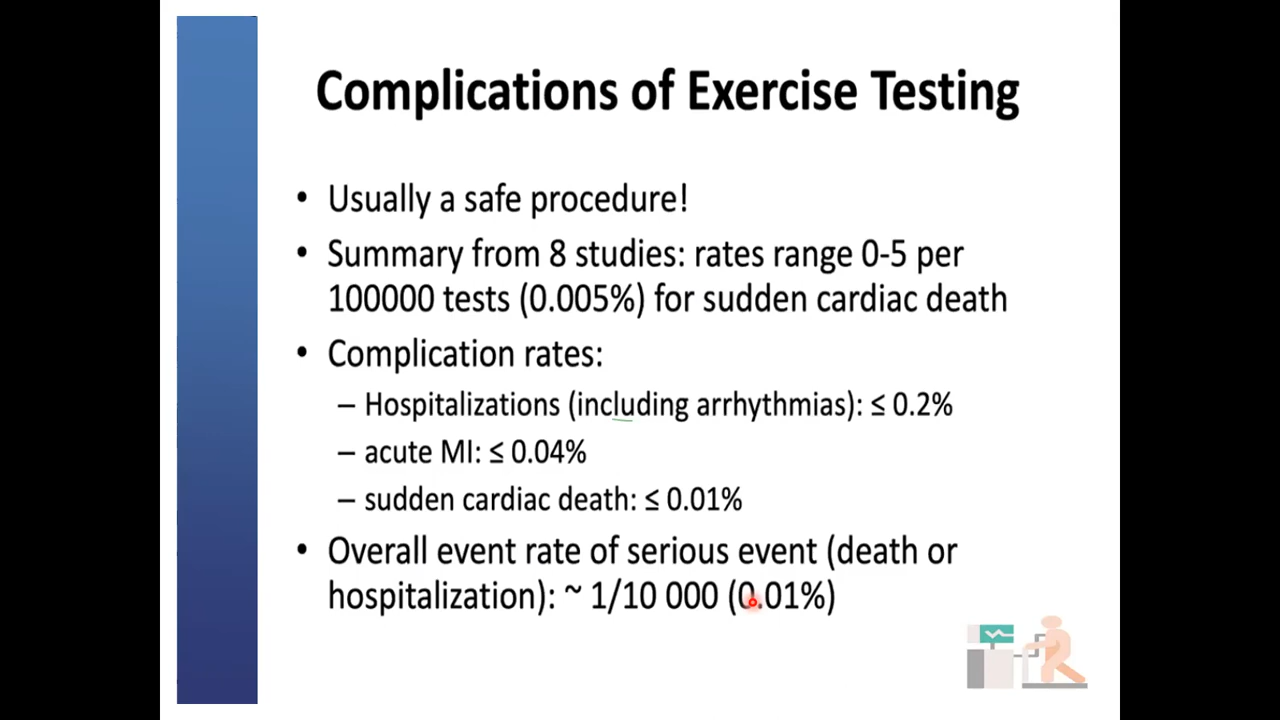 Complications of Exercise Testing
• Usually a safe procedure!
• Summary from 8 studies: rates range 0-5 per
100000 tests (0.005%) for sudden cardiac death
• Complication rates:
– Hospitalizations (including arrhythmias): ≤ 0.2%
– acute MI: ≤ 0.04%
– sudden cardiac death: ≤ 0.01%
• Overall event rate of serious event (death or
hospitalization): ~ 1/10 000 (0.01%)